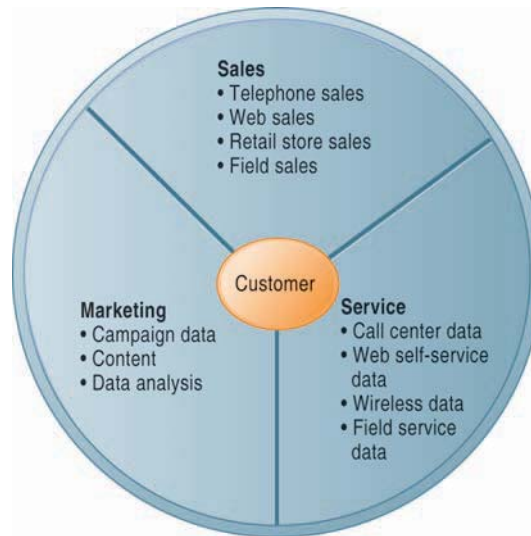 Sales
• Telephone sales
• Web sales
• Retail store sales
• Field sales
Customer
Marketing
• Campaign data
• Content
• Data analysis
Service
• Call center data
• Web self-service
data
• Wireless data
• Field service
data